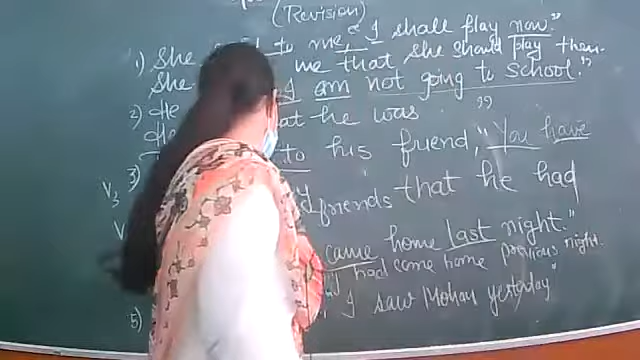 (Revision)
1) She to me, "I shall play now."
She me that she should play then.
2) He I am not going to school."
He that he was "
3) to his friend, "You have
V3 friends that he had
V came home last night."
had come home previous night.
5) I saw Mohan yesterday"